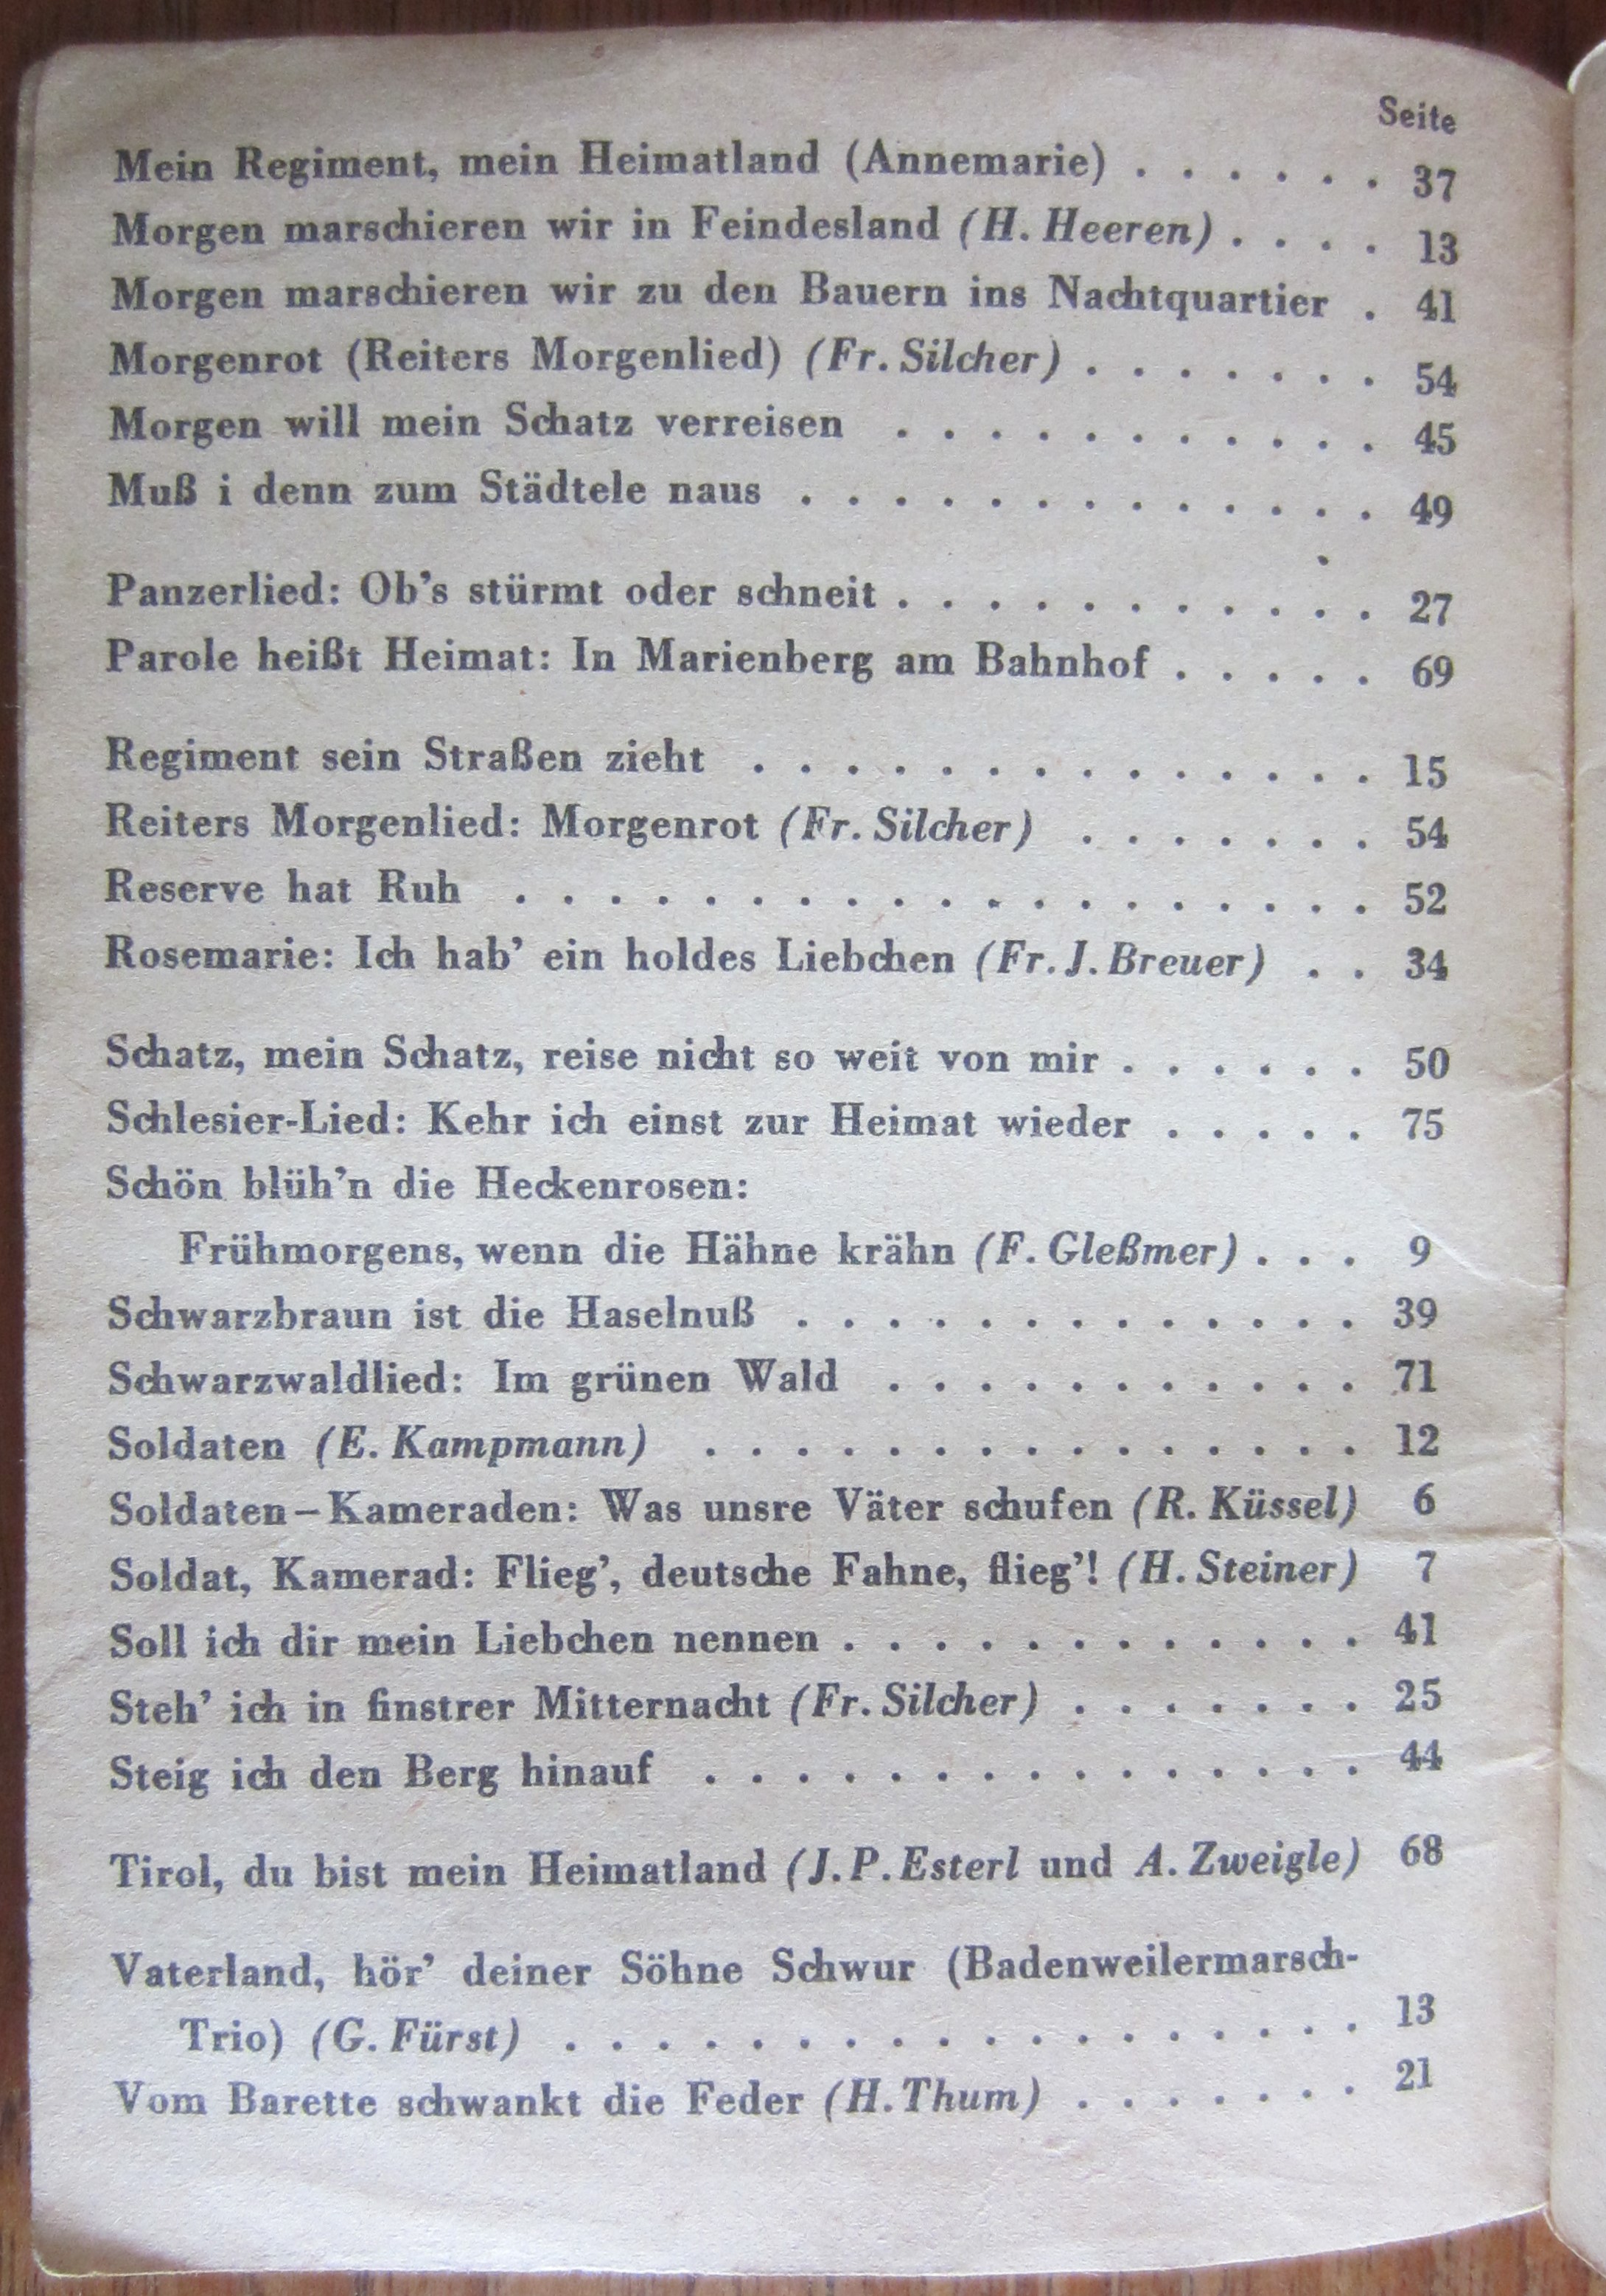 Seite
Mein Regiment, mein Heimatland (Annemarie) . . . . . . 37
Morgen marschieren wir in Feindesland (H. Heeren) . . . . 13
Morgen marschieren wir zu den Bauern ins Nachtquartier . 41
Morgenrot (Reiters Morgenlied) (Fr. Silcher) . . . . . . . 54
Morgen will mein Schatz verreisen . . . . . . . . . . . 45
Muß i denn zum Städtele naus . . . . . . . . . . . . . 49
Panzerlied: Ob's stürmt oder schneit . . . . . . . . . . . 27
Parole heißt Heimat: In Marienberg am Bahnhof . . . . . 69
Regiment sein Straßen zieht . . . . . . . . . . . . . . 15
Reiters Morgenlied: Morgenrot (Fr. Silcher) . . . . . . . 54
Reserve hat Ruh . . . . . . . . . . . . . . . . . . . 52
Rosemarie: Ich hab' ein holdes Liebchen (Fr. J. Breuer) . . 34
Schatz, mein Schatz, reise nicht so weit von mir . . . . . . 50
Schlesier-Lied: Kehr ich einst zur Heimat wieder . . . . . 75
Schön blüh'n die Heckenrosen:
Frühmorgens, wenn die Hähne krähn (F. Gleßmer) . . . 9
Schwarzbraun ist die Haselnuß . . . . . . . . . . . . . 39
Schwarzwaldlied: Im grünen Wald . . . . . . . . . . . 71
Soldaten (E. Kampmann) . . . . . . . . . . . . . . . 12
Soldaten – Kameraden: Was unsre Väter schufen (R. Küssel) 6
Soldat, Kamerad: Flieg', deutsche Fahne, flieg'! (H. Steiner) 7
Soll ich dir mein Liebchen nennen . . . . . . . . . . . . 41
Steh' ich in finstrer Mitternacht (Fr. Silcher) . . . . . . . 25
Steig ich den Berg hinauf . . . . . . . . . . . . . . . 44
Tirol, du bist mein Heimatland (J. P. Esterl und A. Zweigle) 68
Vaterland, hör' deiner Söhne Schwur (Badenweilermarsch-
Trio) (G. Fürst) . . . . . . . . . . . . . . . . . . 13
Vom Barette schwankt die Feder (H. Thum) . . . . . . . 21